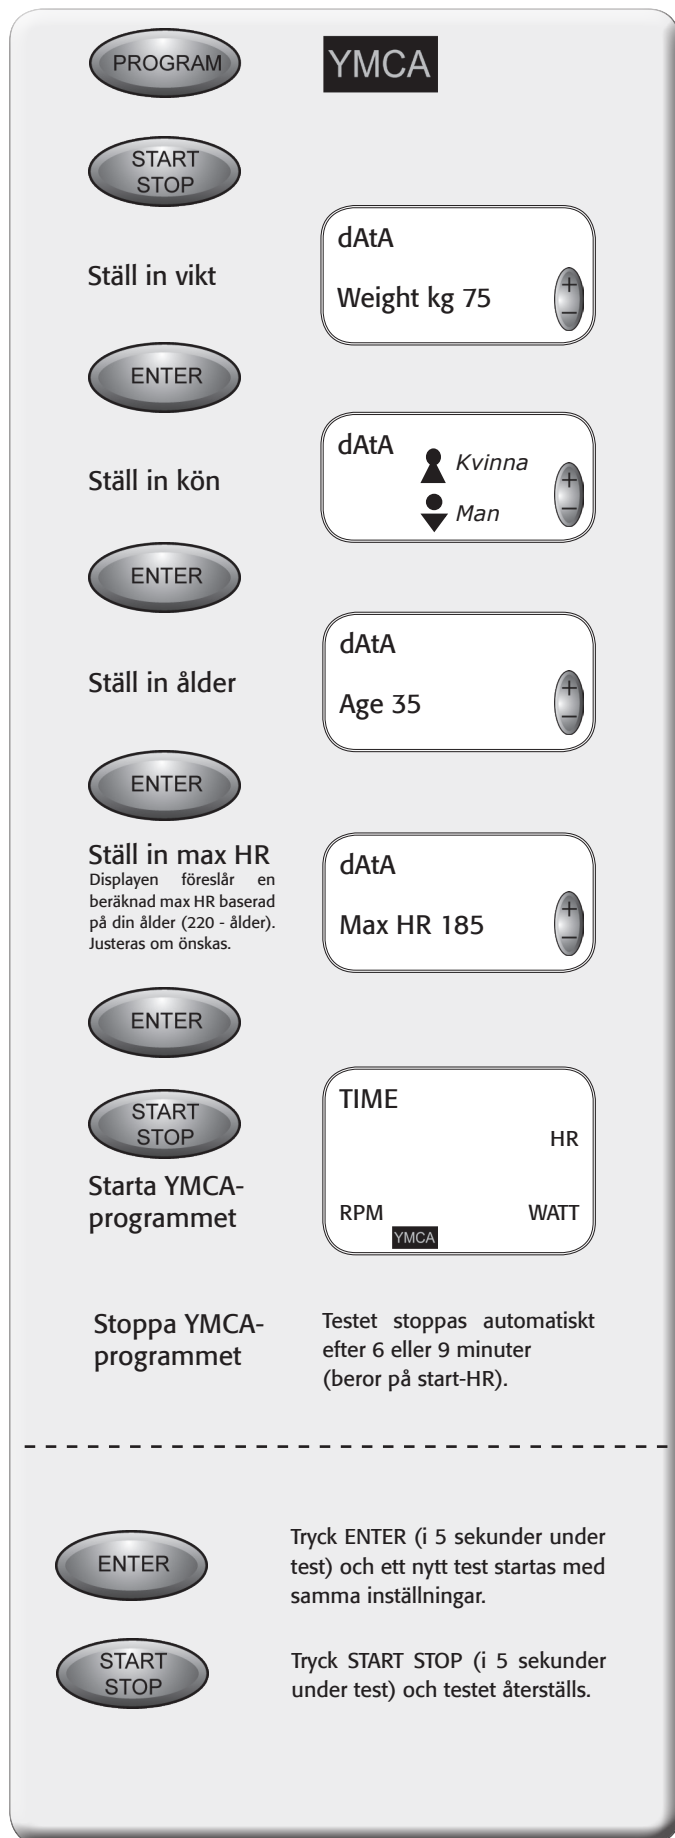 PROGRAM
YMCA
START
STOP
dAtA
Ställ in vikt
Weight kg 75
+
−
ENTER
dAtA
Kvinna
Ställ in kön
+
−
Man
ENTER
dAtA
Ställ in ålder
Age 35
+
−
ENTER
Ställ in max HR
Displayen föreslår en
beräknad max HR baserad
på din ålder (220 - ålder).
Justeras om önskas.
dAtA
Max HR 185
+
−
ENTER
START
STOP
Starta YMCA-
programmet
TIME
HR
RPM
WATT
YMCA
Stoppa YMCA-
programmet
Testet stoppas automatiskt
efter 6 eller 9 minuter
(beror på start-HR).
ENTER
Tryck ENTER (i 5 sekunder under
test) och ett nytt test startas med
samma inställningar.
START
STOP
Tryck START STOP (i 5 sekunder
under test) och testet återställs.